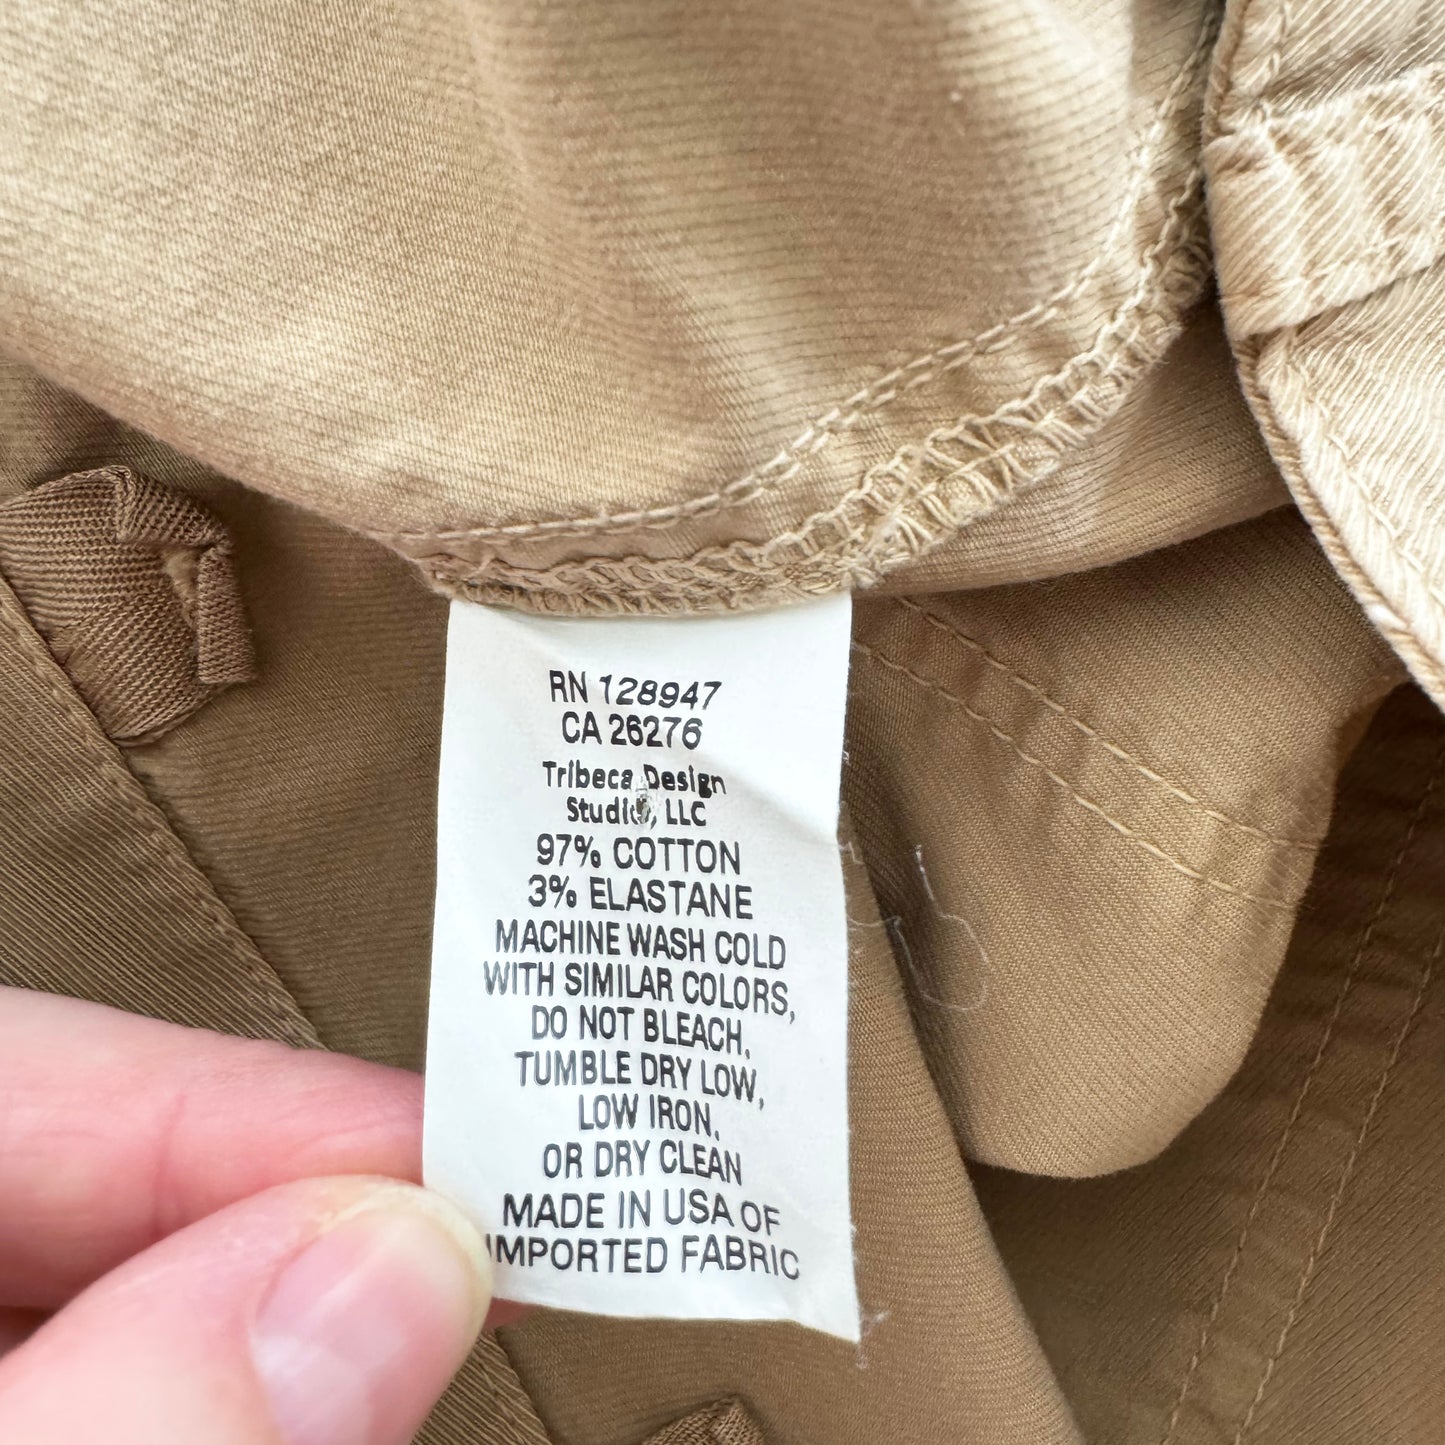 RN 128947
CA 26276
Tribeca Design
Studio, LLC
97% COTTON
3% ELASTANE
MACHINE WASH COLD
WITH SIMILAR COLORS,
DO NOT BLEACH.
TUMBLE DRY LOW,
LOW IRON.
OR DRY CLEAN
MADE IN USA OF
IMPORTED FABRIC